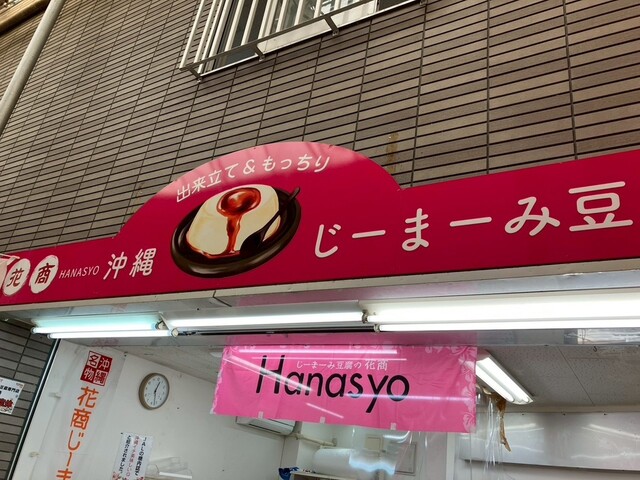 出来立て&もっちり
花商 HANASYO 沖縄 じーまーみ豆
じーまーみ豆腐の花商
Hanasyo
沖縄名物
花商じーま